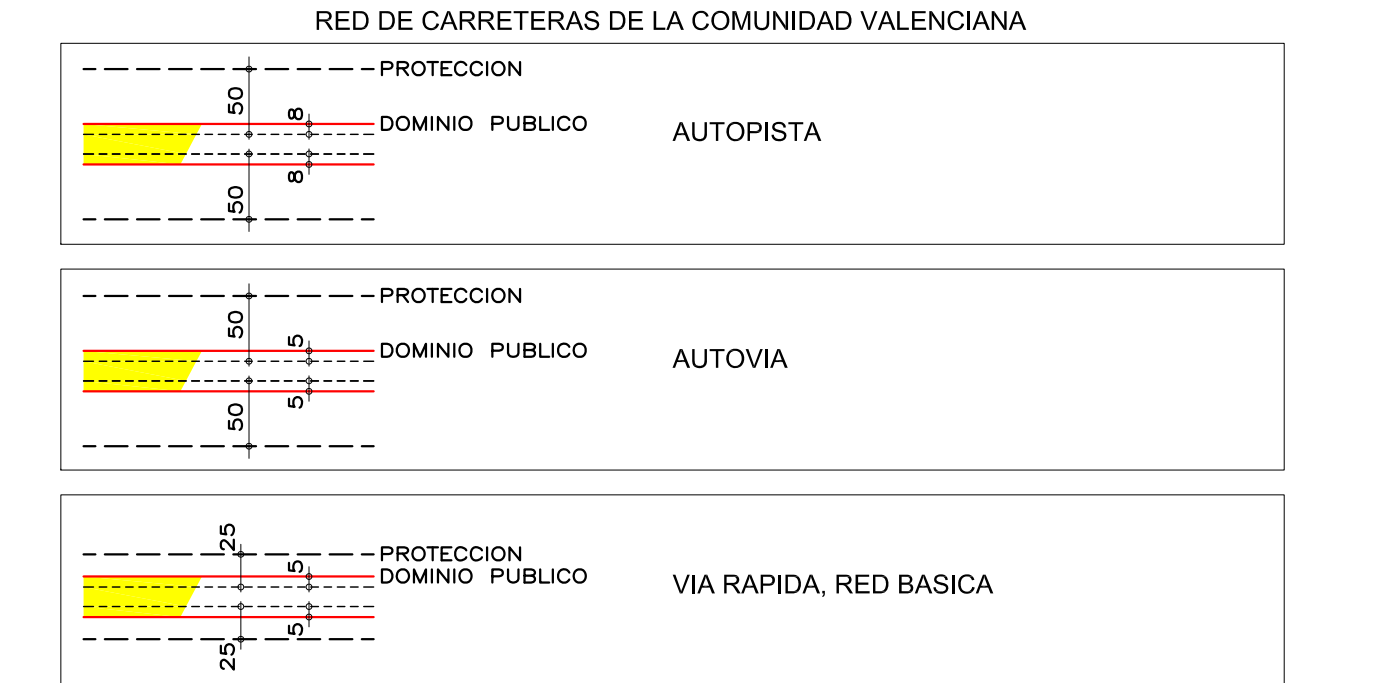 RED DE CARRETERAS DE LA COMUNIDAD VALENCIANA
PROTECCION
50
8
DOMINIO PUBLICO
AUTOPISTA
8
50
PROTECCION
50
5
DOMINIO PUBLICO
AUTOVIA
5
50
25
PROTECCION
5
DOMINIO PUBLICO
VIA RAPIDA, RED BASICA
5
25